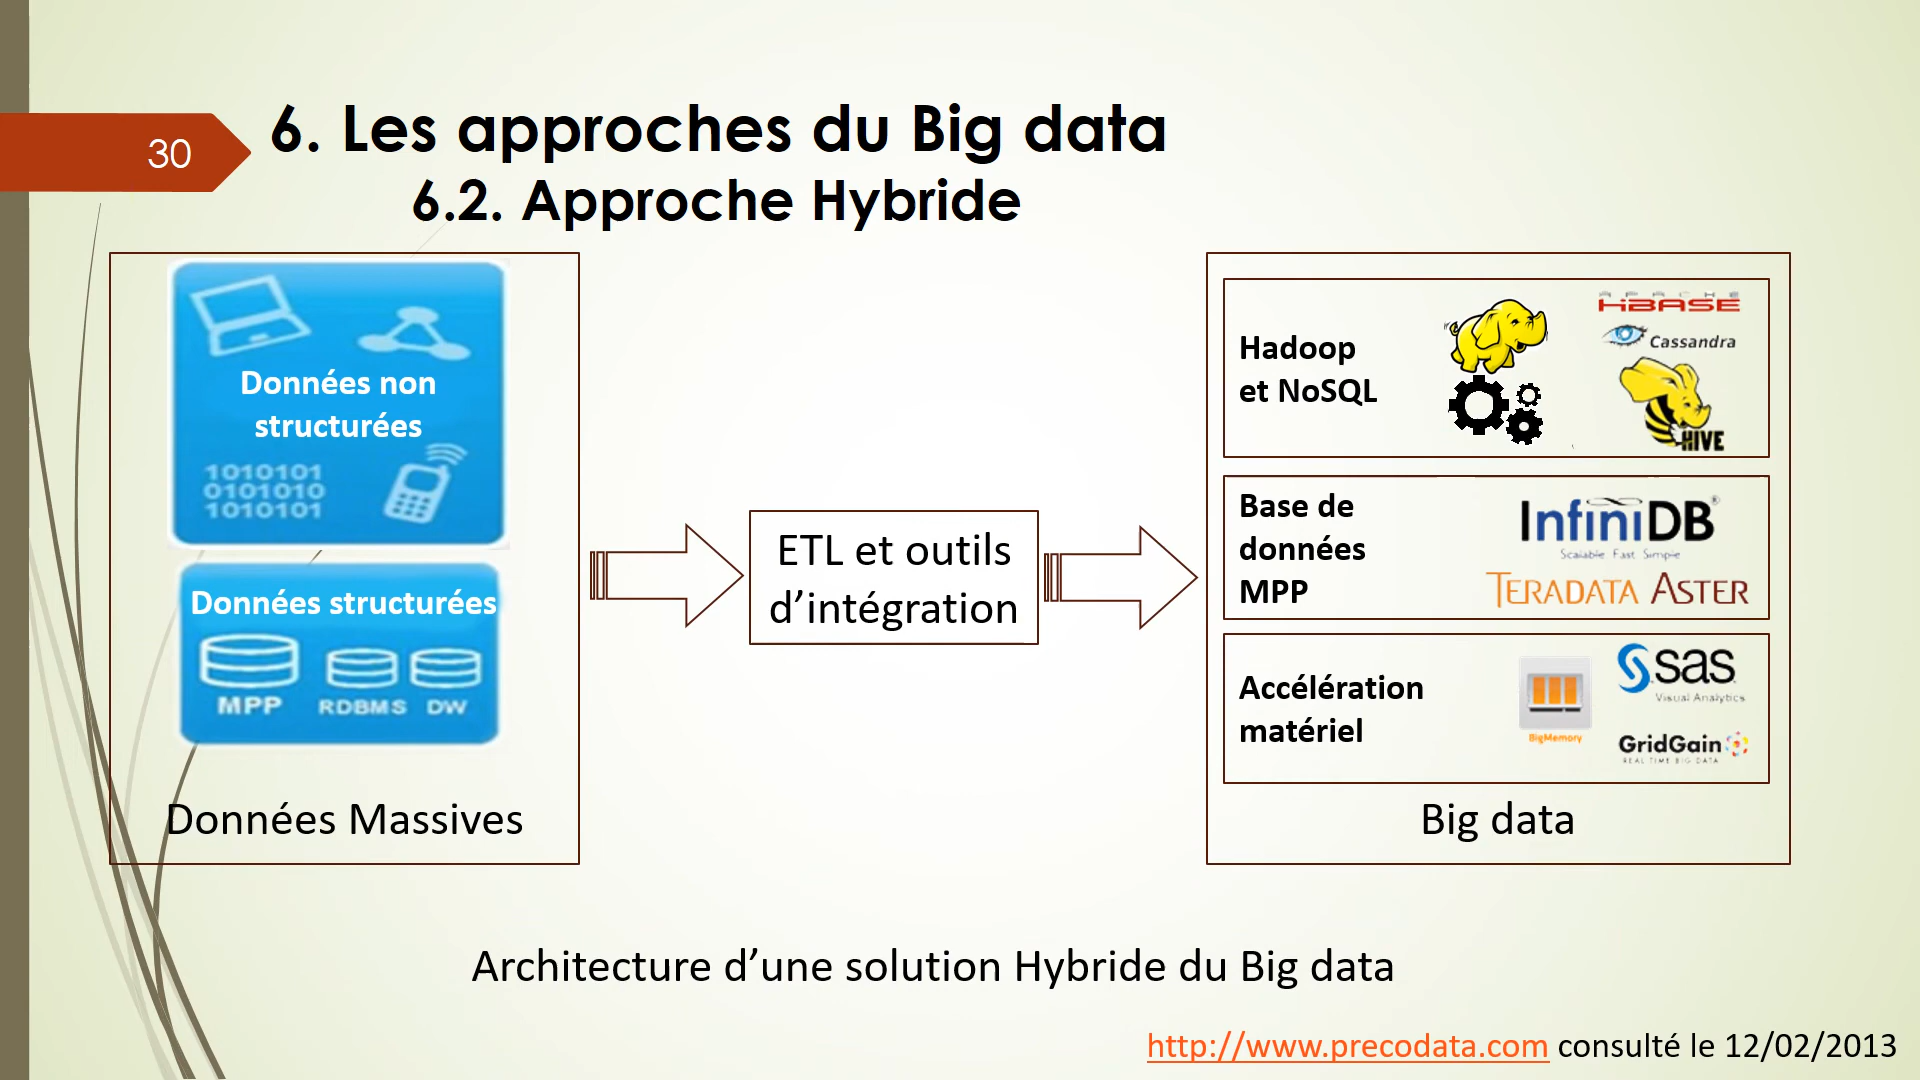 30
6. Les approches du Big data
6.2. Approche Hybride
Données non
structurées
1010101
0101010
1010101
Données structurées
MPP RDBMS DW
Données Massives
ETL et outils
d’intégration
Hadoop
et NoSQL
APACHE
HBASE
Cassandra
HIVE
Base de
données
MPP
InfiniDB®
Scalable Fast Simple
TERADATA ASTER
Accélération
matériel
BigMemory
sas
Visual Analytics
GridGain
REAL TIME BIG DATA
Big data
Architecture d’une solution Hybride du Big data
http://www.precodata.com consulté le 12/02/2013